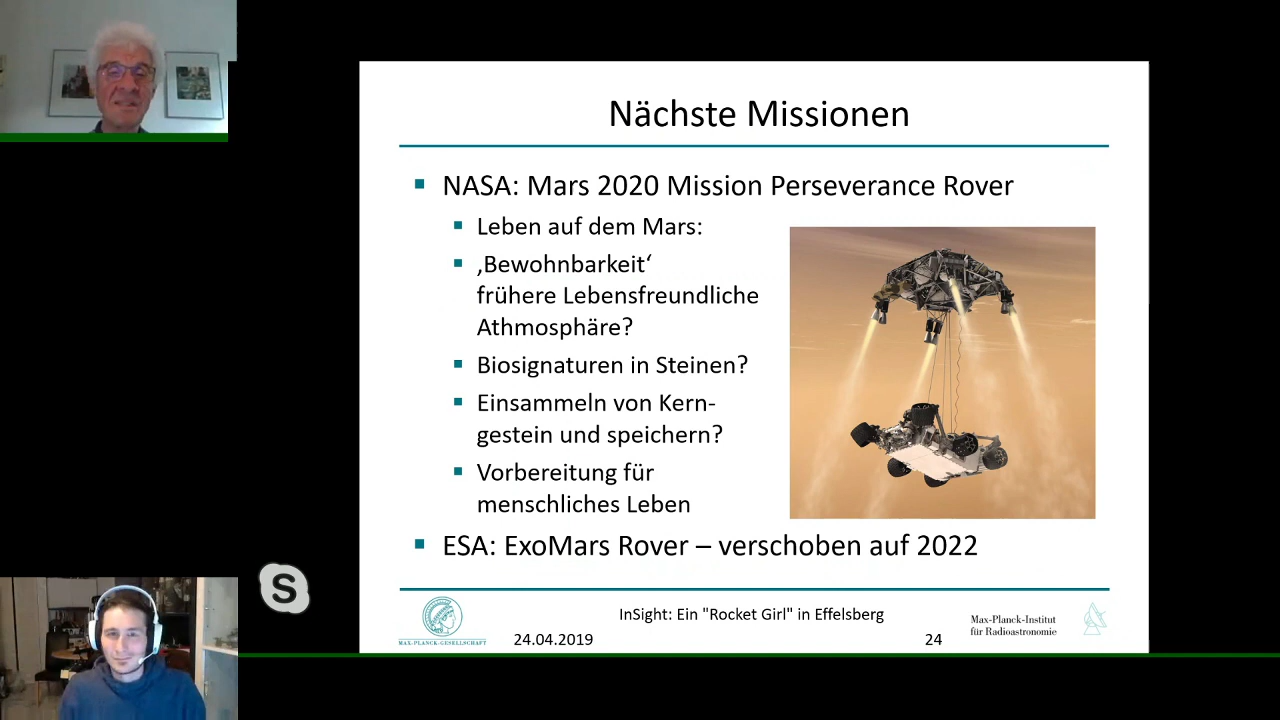 Nächste Missionen
NASA: Mars 2020 Mission Perseverance Rover
Leben auf dem Mars:
‚Bewohnbarkeit‘
frühere Lebensfreundliche
Athmosphäre?
Biosignaturen in Steinen?
Einsammeln von Kern-
gestein und speichern?
Vorbereitung für
menschliches Leben
ESA: ExoMars Rover – verschoben auf 2022
S
InSight: Ein "Rocket Girl" in Effelsberg
Max-Planck-Institut
für Radioastronomie
MAX-PLANCK-GESELLSCHAFT
24.04.2019
24